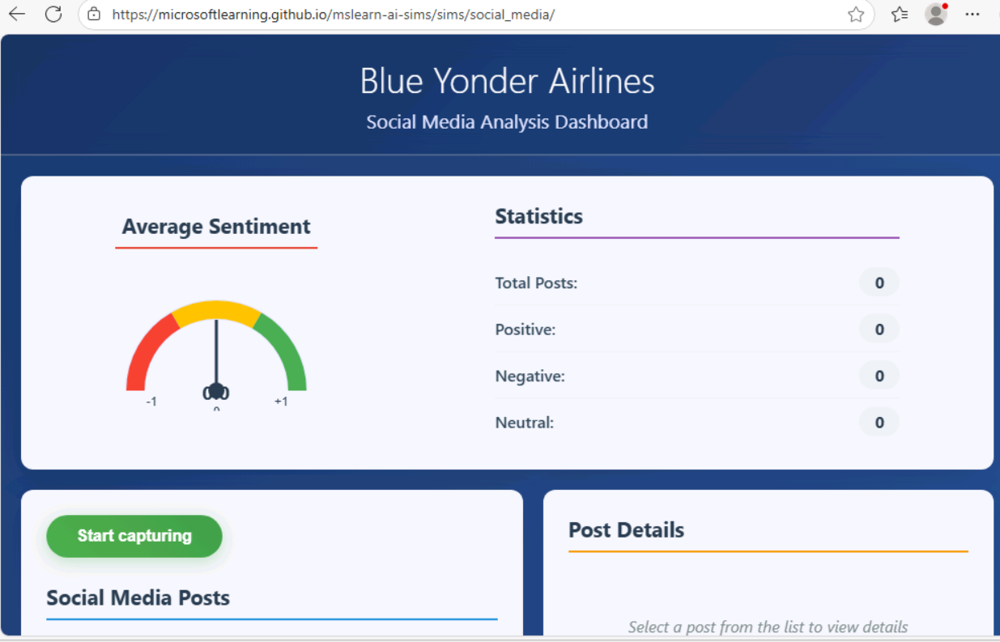 https://microsoftlearning.github.io/mslearn-ai-sims/sims/social_media/
Blue Yonder Airlines
Social Media Analysis Dashboard
Average Sentiment
-1
0.0
0
+1
Statistics
Total Posts: 0
Positive: 0
Negative: 0
Neutral: 0
Start capturing
Social Media Posts
Post Details
Select a post from the list to view details